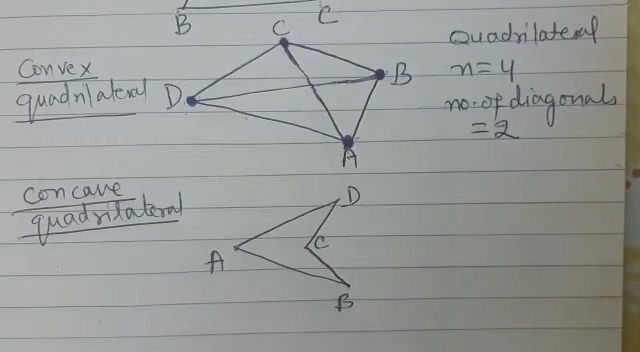 B C
C
Convex
quadrilateral
D
B
A
Quadrilateral
n=4
no. of diagonals
=2
Concave
quadrilateral
D
A
C
B